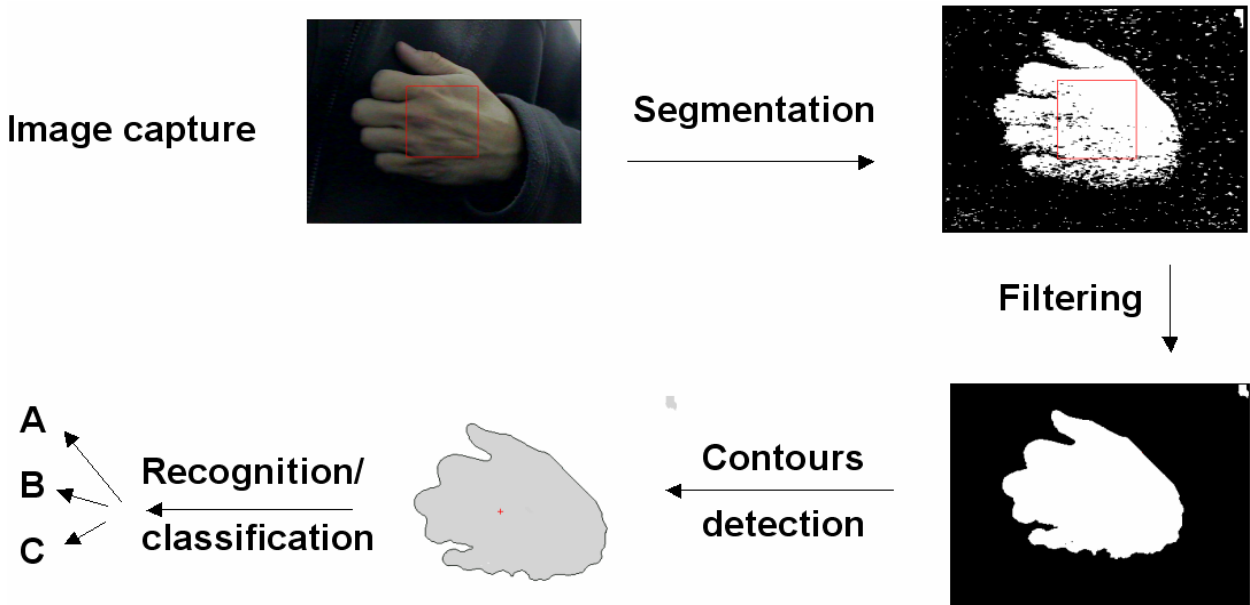 Image capture
Segmentation
Filtering
Contours
detection
Recognition/
classification
A
B
C